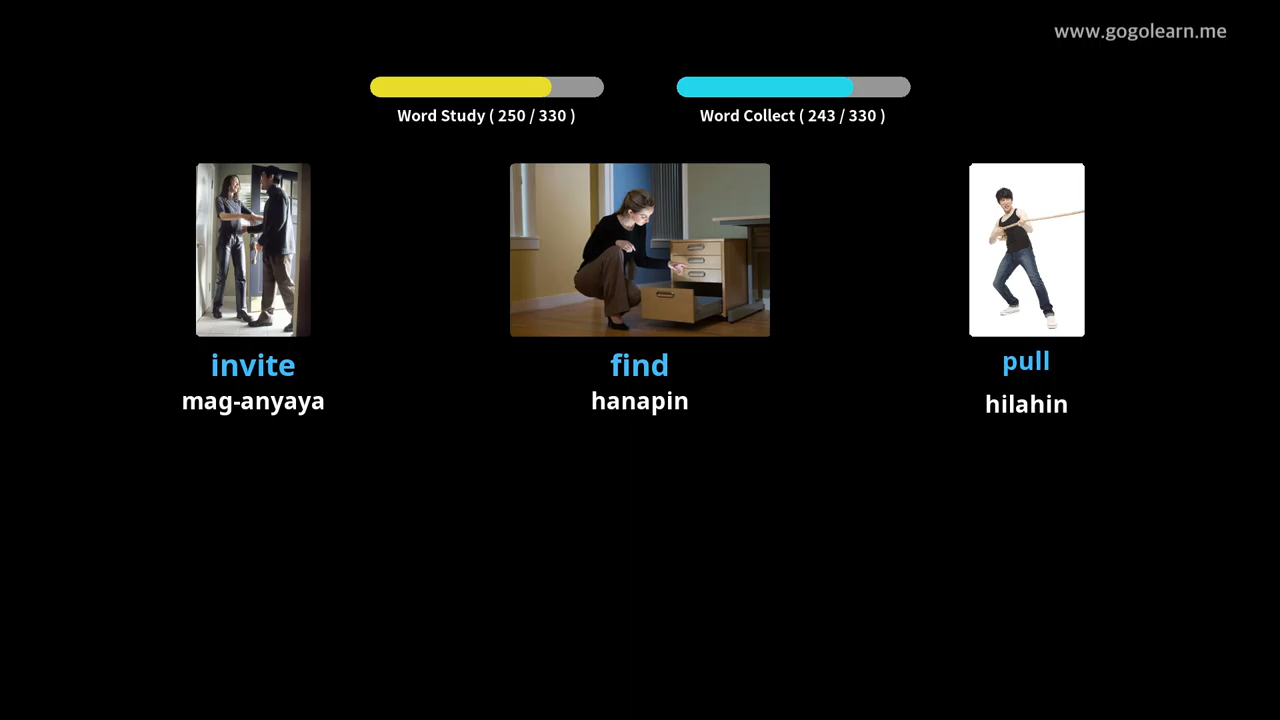 www.gogolearn.me
Word Study ( 250 / 330 )
Word Collect ( 243 / 330 )
invite
mag-anyaya
find
hanapin
pull
hilahin